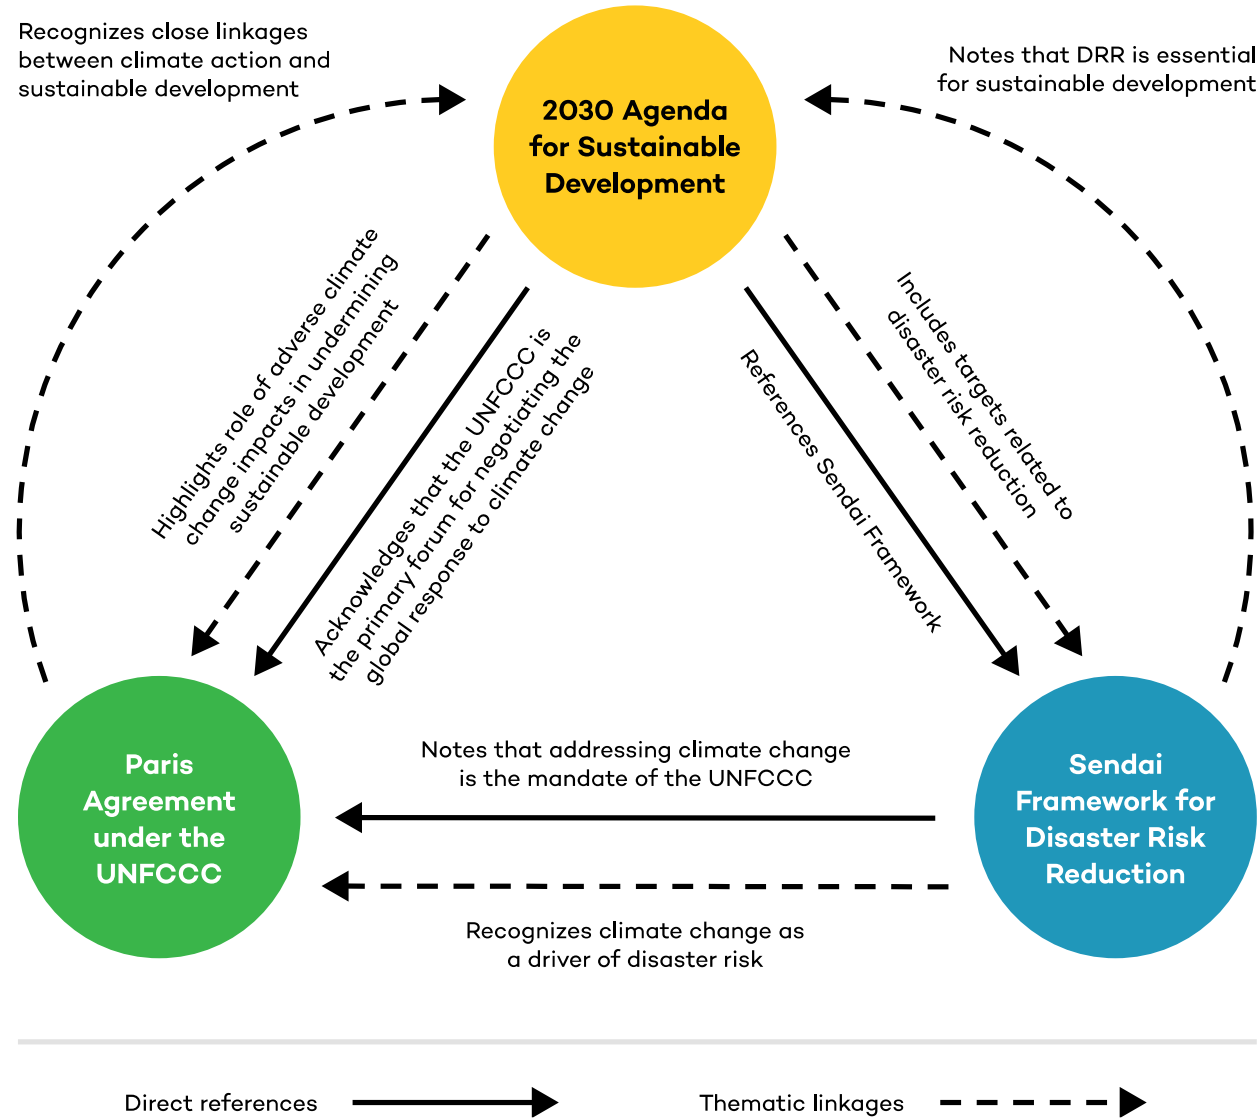 Recognizes close linkages
between climate action and
sustainable development
Notes that DRR is essential
for sustainable development
2030 Agenda
for Sustainable
Development
Highlights role of adverse climate
change impacts in undermining
sustainable development
Acknowledges that the UNFCCC is
the primary forum for negotiating the
global response to climate change
References Sendai Framework
Includes targets related to
disaster risk reduction
Paris
Agreement
under the
UNFCCC
Notes that addressing climate change
is the mandate of the UNFCCC
Recognizes climate change as
a driver of disaster risk
Sendai
Framework for
Disaster Risk
Reduction
Direct references
Thematic linkages